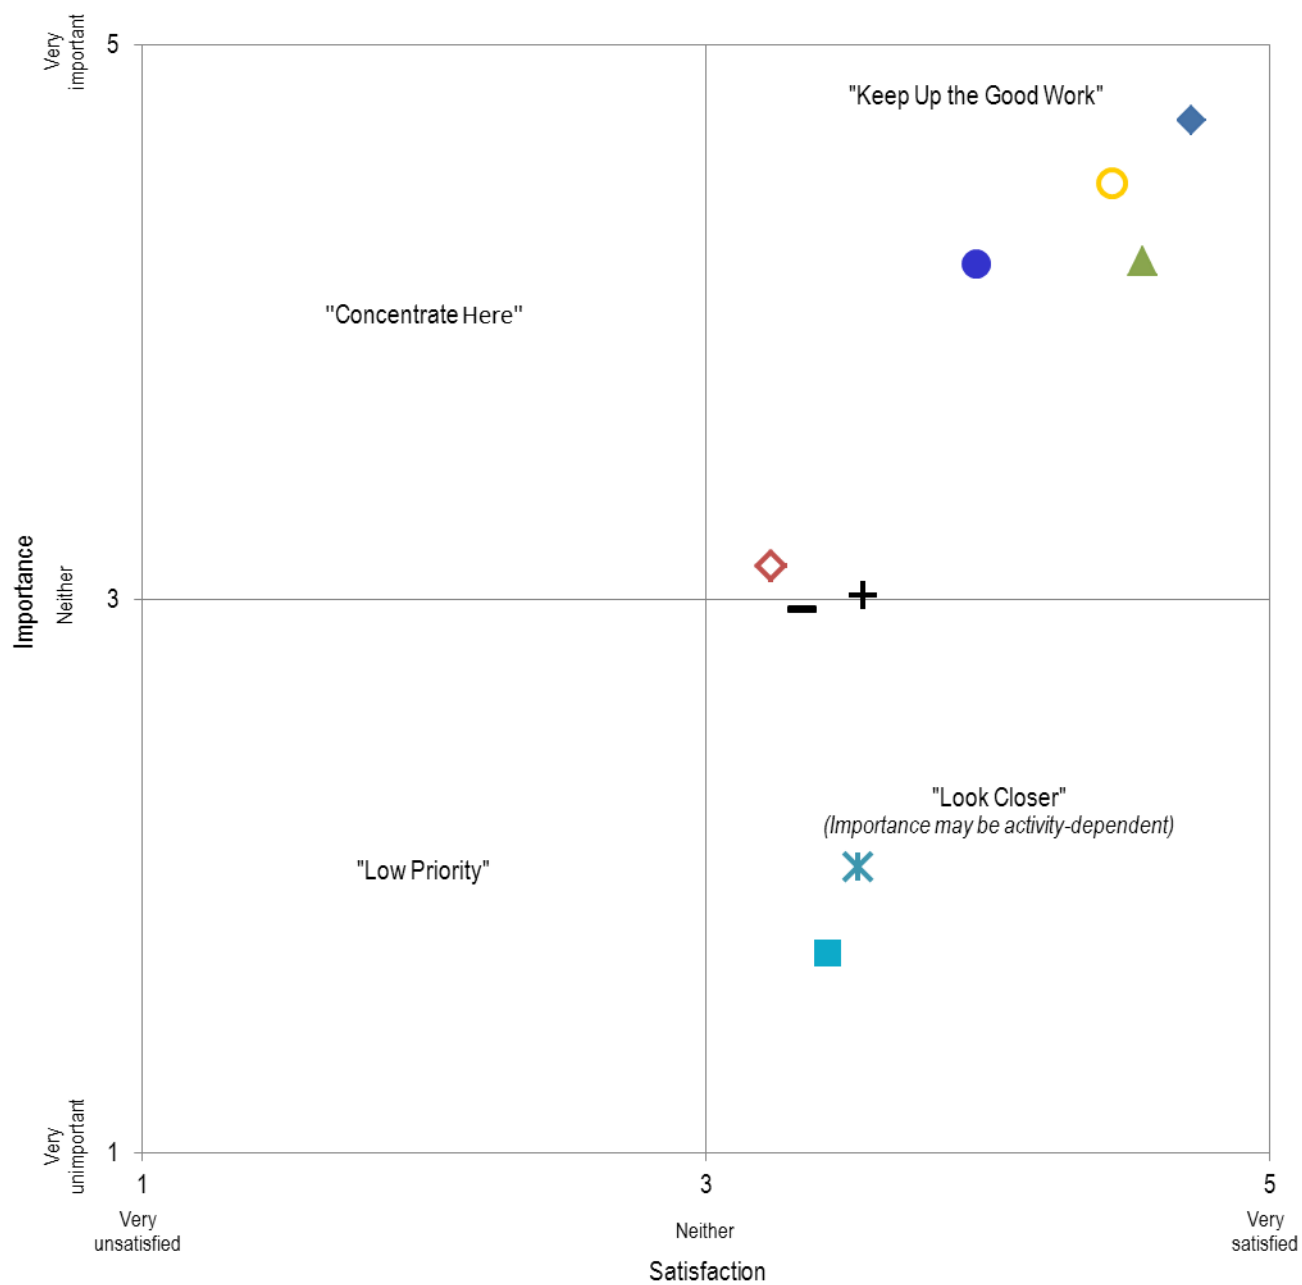 Very
important
5
"Keep Up the Good Work"
"Concentrate Here"
Importance
Neither
3
"Look Closer"
(Importance may be activity-dependent)
"Low Priority"
Very
unimportant
1
1
3
5
Very
unsatisfied
Neither
Very
satisfied
Satisfaction